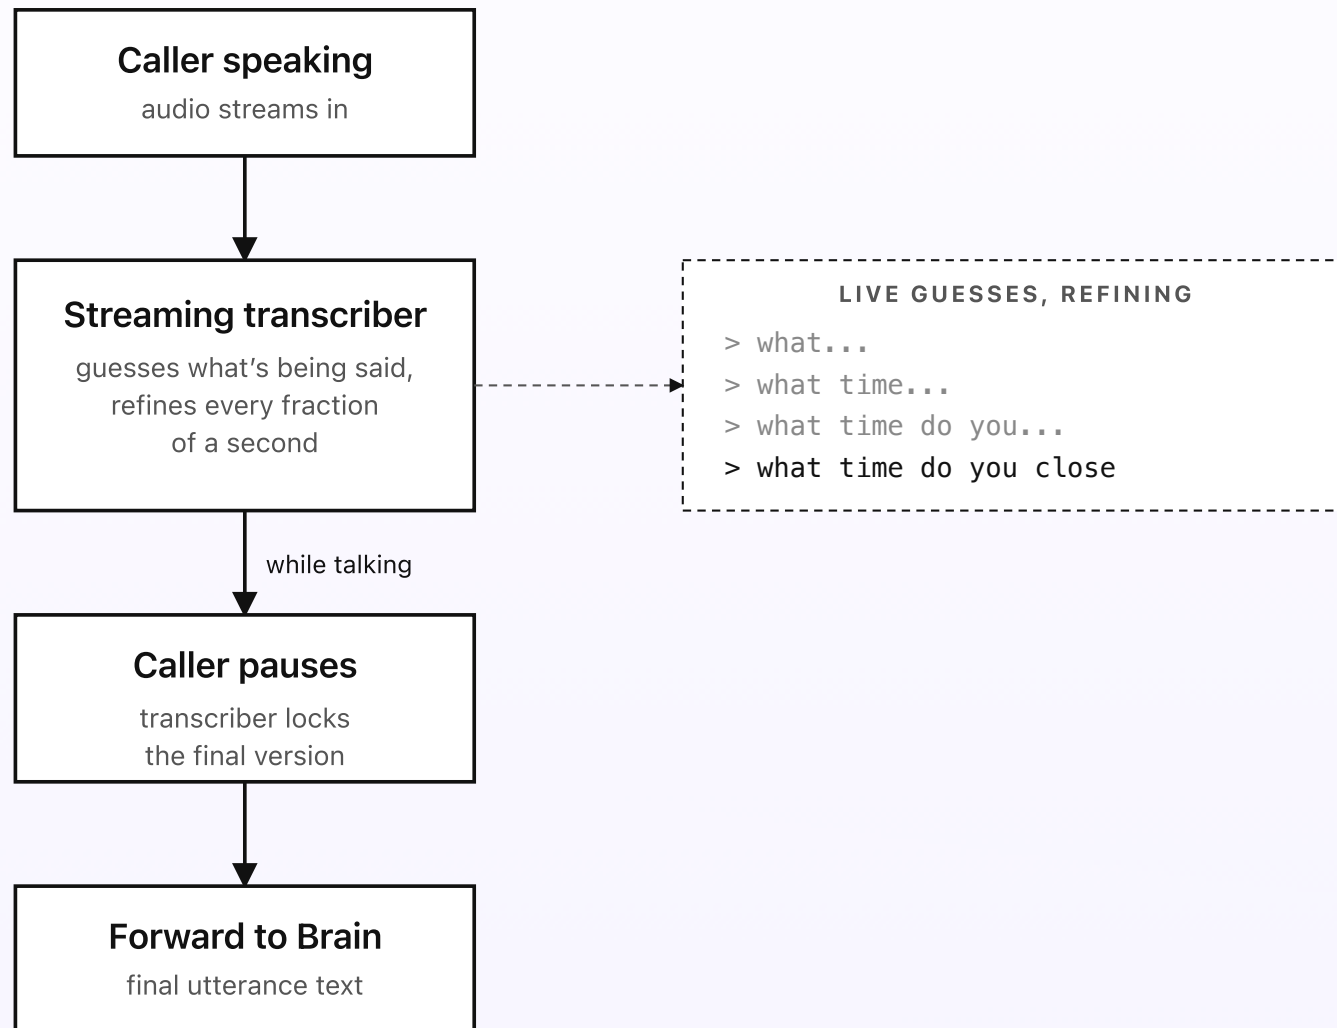 Caller speaking
audio streams in
Streaming transcriber
guesses what’s being said,
refines every fraction
of a second
LIVE GUESSES, REFINING
> what...
> what time...
> what time do you...
> what time do you close
while talking
Caller pauses
transcriber locks
the final version
Forward to Brain
final utterance text